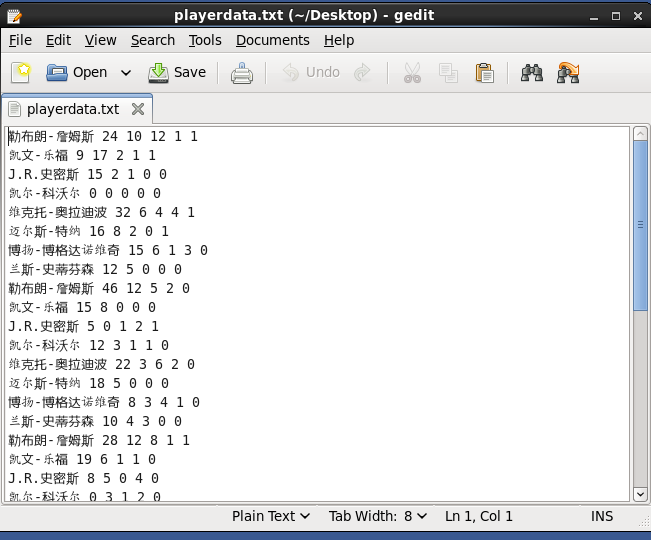 playerdata.txt (~/Desktop) - gedit
File Edit View Search Tools Documents Help
Open Save Undo
playerdata.txt
勒布朗-詹姆斯 24 10 12 1 1
凯文-乐福 9 17 2 1 1
J.R.史密斯 15 2 1 0 0
凯尔-科沃尔 0 0 0 0 0
维克托-奥拉迪波 32 6 4 4 1
迈尔斯-特纳 16 8 2 0 1
博扬-博格达诺维奇 15 6 1 3 0
兰斯-史蒂芬森 12 5 0 0 0
勒布朗-詹姆斯 46 12 5 2 0
凯文-乐福 15 8 0 0 0
J.R.史密斯 5 0 1 2 1
凯尔-科沃尔 12 3 1 1 0
维克托-奥拉迪波 22 3 6 2 0
迈尔斯-特纳 18 5 0 0 0
博扬-博格达诺维奇 8 3 4 1 0
兰斯-史蒂芬森 10 4 3 0 0
勒布朗-詹姆斯 28 12 8 1 1
凯文-乐福 19 6 1 1 0
J.R.史密斯 8 5 0 4 0
凯尔-科沃尔 0 3 1 2 0
Plain Text Tab Width: 8 Ln 1, Col 1 INS